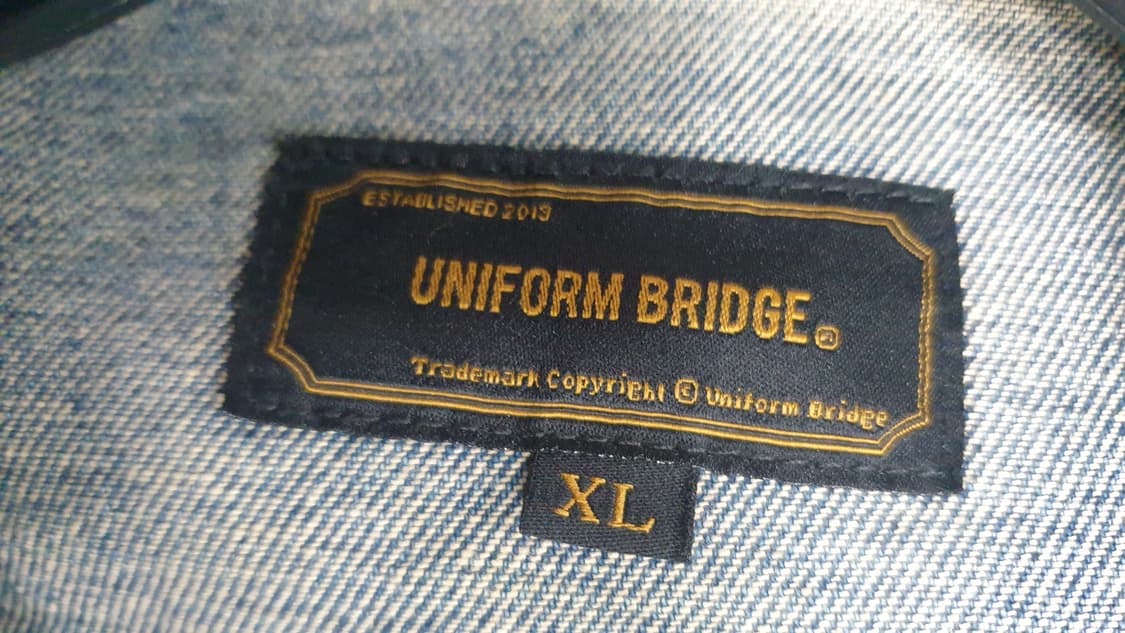 ESTABLISHED 2013
UNIFORM BRIDGE®
Trademark Copyright © Uniform Bridge
XL